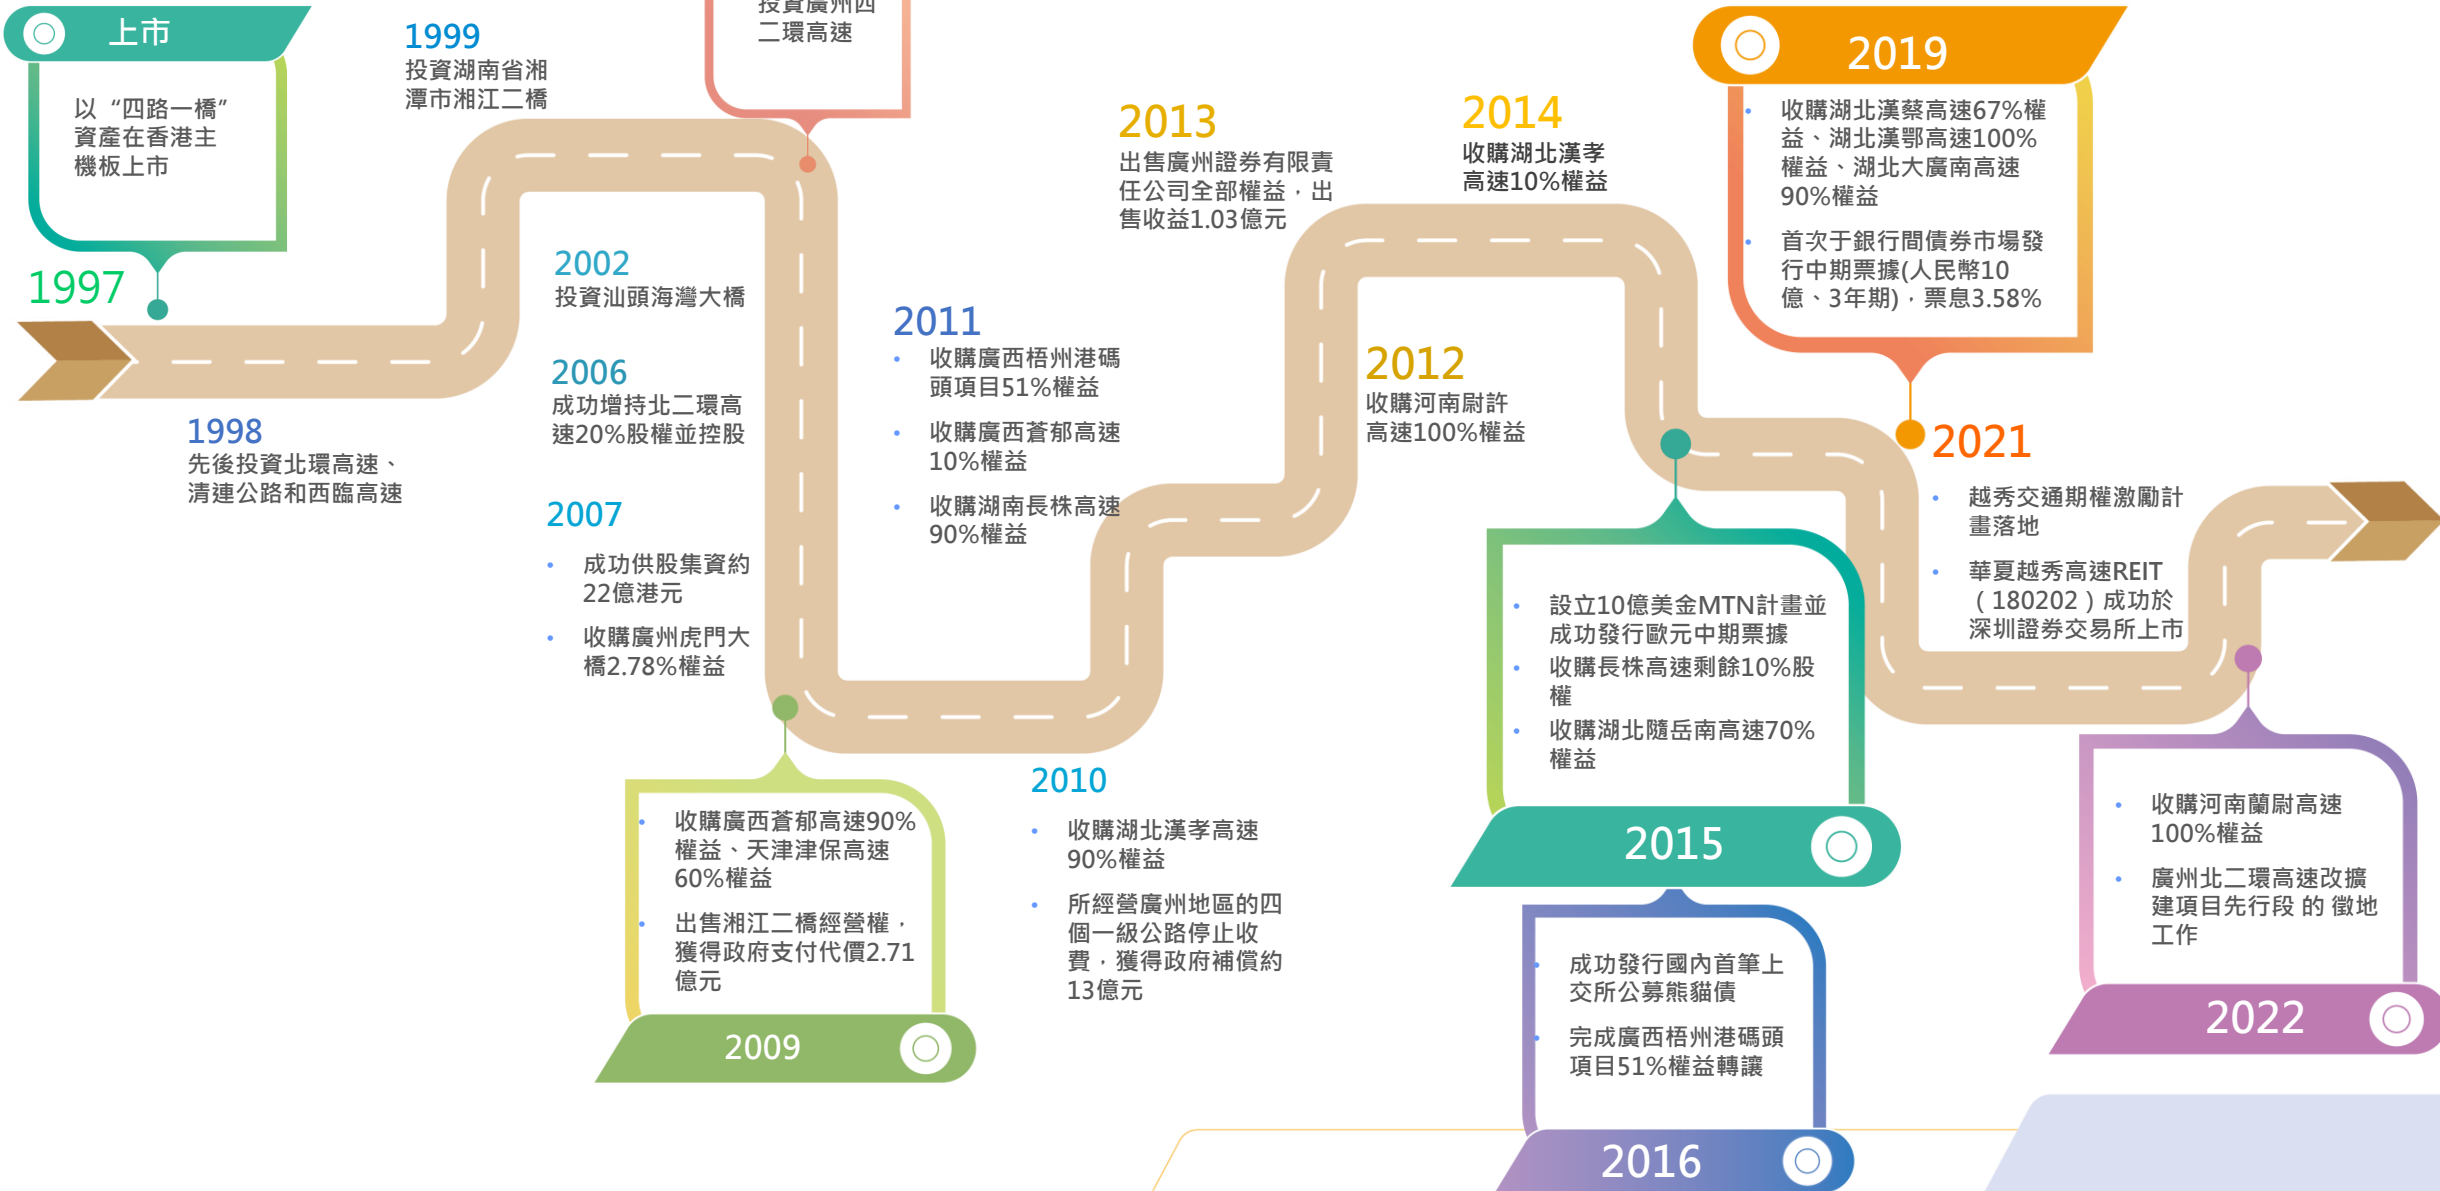 上市
以“四路一橋”
資產在香港主
機板上市
1997
1998
先後投資北環高速、
清連公路和西臨高速
1999
投資湖南省湘
潭市湘江二橋
投資廣州西
二環高速
2002
投資汕頭海灣大橋
2006
成功增持北二環高
速20%股權並控股
2007
• 成功供股集資約
22億港元
• 收購廣州虎門大
橋2.78%權益
• 收購廣西蒼郁高速90%
權益、天津津保高速
60%權益
• 出售湘江二橋經營權，
獲得政府支付代價2.71
億元
2009
2010
• 收購湖北漢孝高速
90%權益
• 所經營廣州地區的四
個一級公路停止收
費，獲得政府補償約
13億元
2011
• 收購廣西梧州港碼
頭項目51%權益
• 收購廣西蒼郁高速
10%權益
• 收購湖南長株高速
90%權益
2012
收購河南尉許
高速100%權益
2013
出售廣州證券有限責
任公司全部權益，出
售收益1.03億元
2014
收購湖北漢孝
高速10%權益
• 設立10億美金MTN計畫並
成功發行歐元中期票據
• 收購長株高速剩餘10%股
權
• 收購湖北隨岳南高速70%
權益
2015
• 成功發行國內首筆上
交所公募熊貓債
• 完成廣西梧州港碼頭
項目51%權益轉讓
2016
2019
• 收購湖北漢蔡高速67%權
益、湖北漢鄂高速100%
權益、湖北大廣南高速
90%權益
• 首次于銀行間債券市場發
行中期票據(人民幣10
億、3年期)，票息3.58%
2021
• 越秀交通期權激勵計
畫落地
• 華夏越秀高速REIT
（180202）成功於
深圳證券交易所上市
• 收購河南蘭尉高速
100%權益
• 廣州北二環高速改擴
建項目先行段 的 徵地
工作
2022